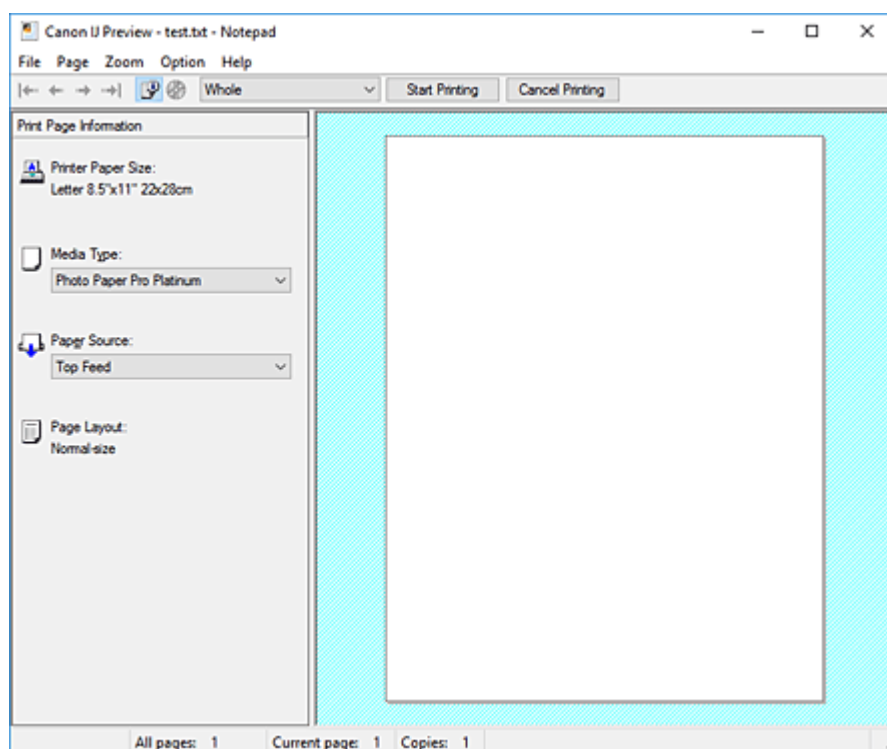 Canon IJ Preview - test.txt - Notepad
File Page Zoom Option Help
Whole Start Printing Cancel Printing
Print Page Information
Printer Paper Size:
Letter 8.5"x11" 22x28cm
Media Type:
Photo Paper Pro Platinum
Paper Source:
Top Feed
Page Layout:
Normal-size
All pages: 1 Current page: 1 Copies: 1